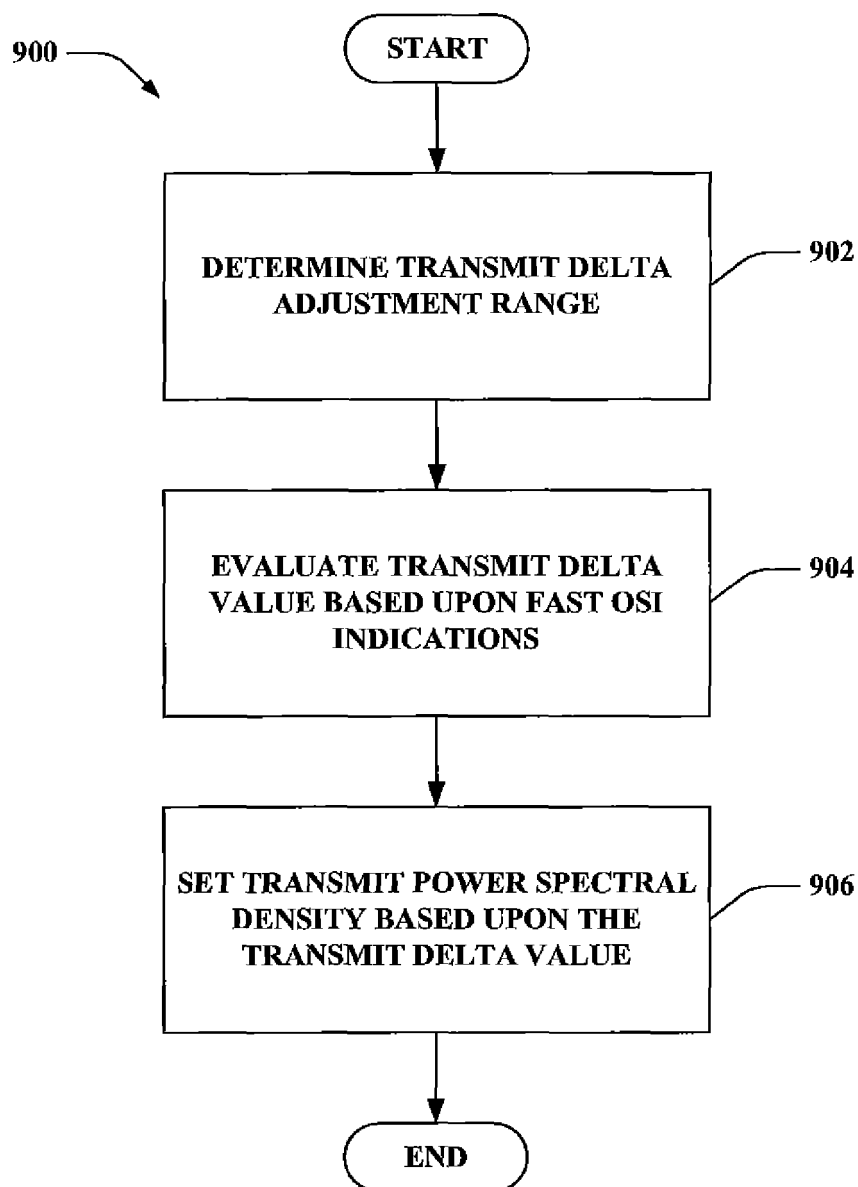 START
900
DETERMINE TRANSMIT DELTA
ADJUSTMENT RANGE
902
EVALUATE TRANSMIT DELTA
VALUE BASED UPON FAST OSI
INDICATIONS
904
SET TRANSMIT POWER SPECTRAL
DENSITY BASED UPON THE
TRANSMIT DELTA VALUE
906
END